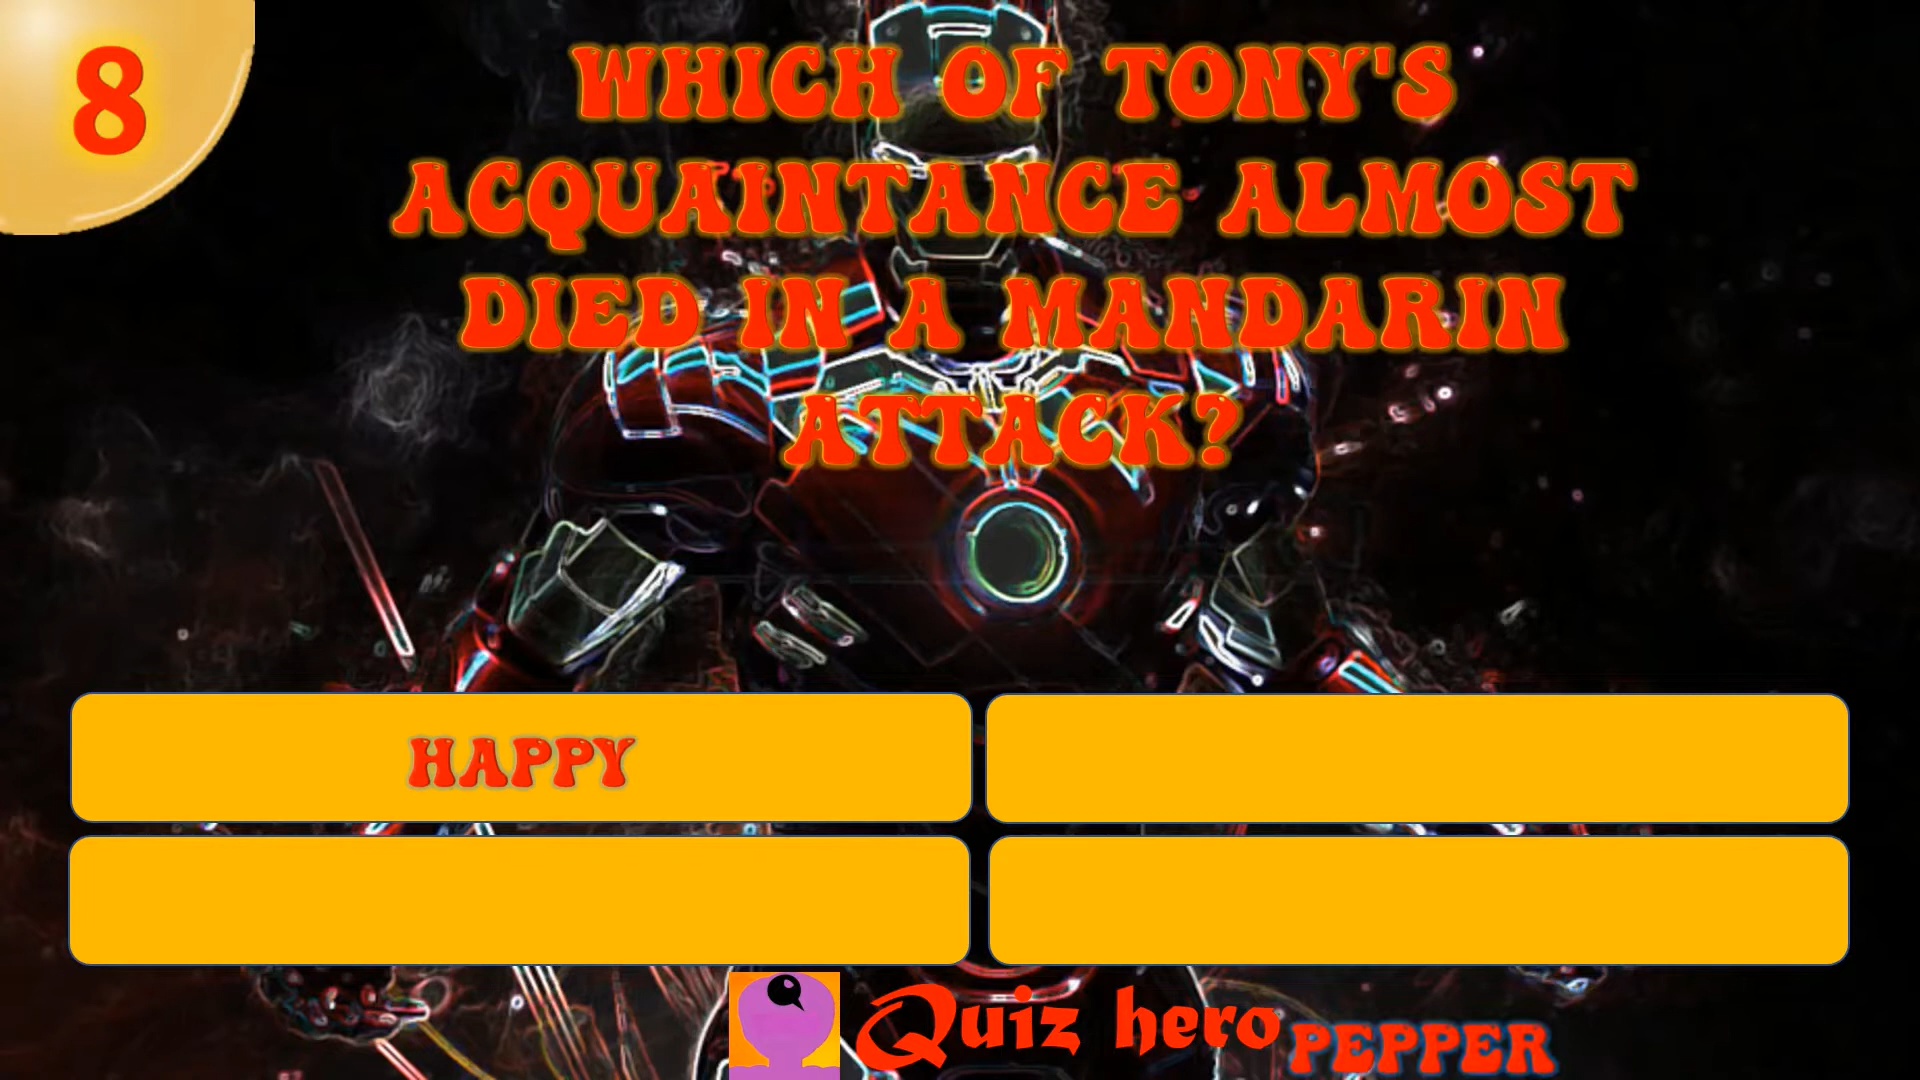 8
WHICH OF TONY'S
ACQUAINTANCE ALMOST
DIED IN A MANDARIN
ATTACK?
HAPPY
Quiz hero
PEPPER